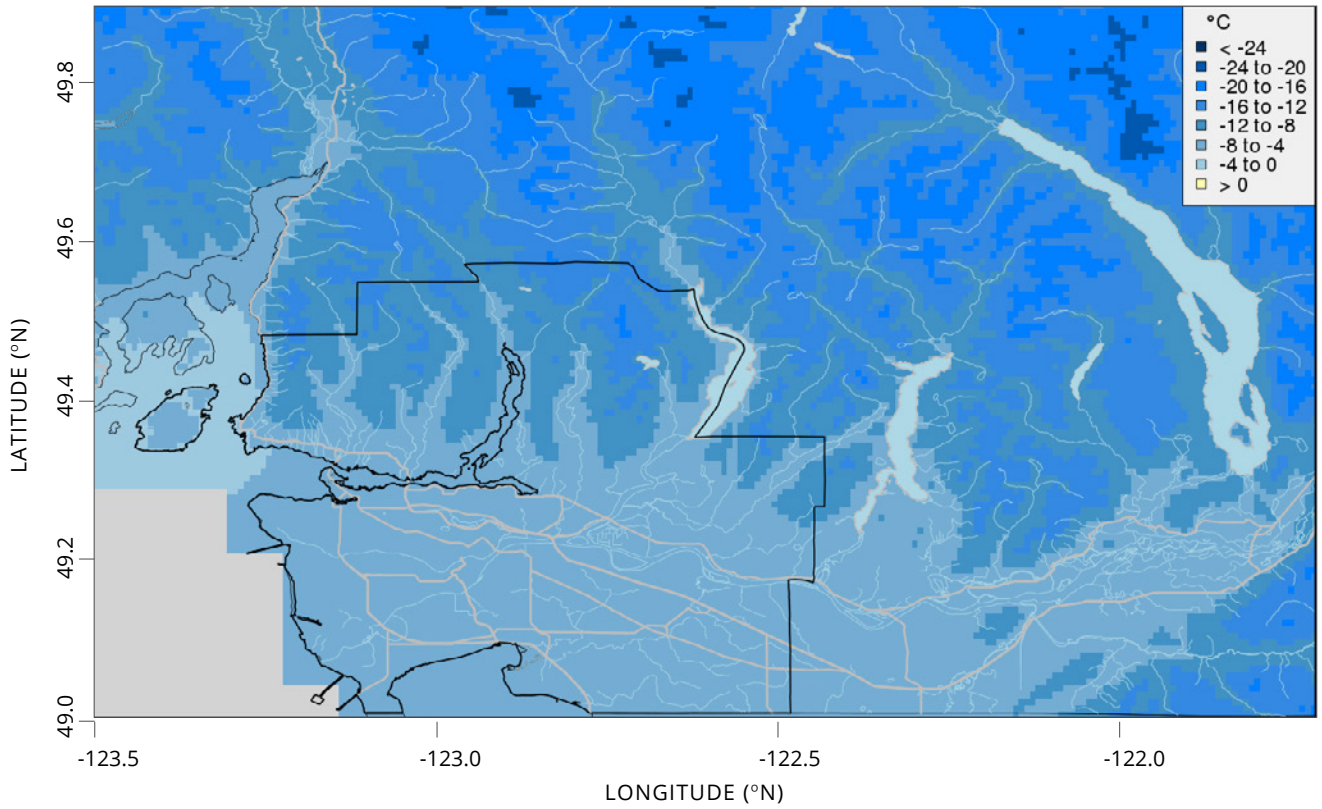 °C
< -24
-24 to -20
-20 to -16
-16 to -12
-12 to -8
-8 to -4
-4 to 0
> 0
LATITUDE (°N)
49.8
49.6
49.4
49.2
49.0
-123.5
-123.0
-122.5
-122.0
LONGITUDE (°N)